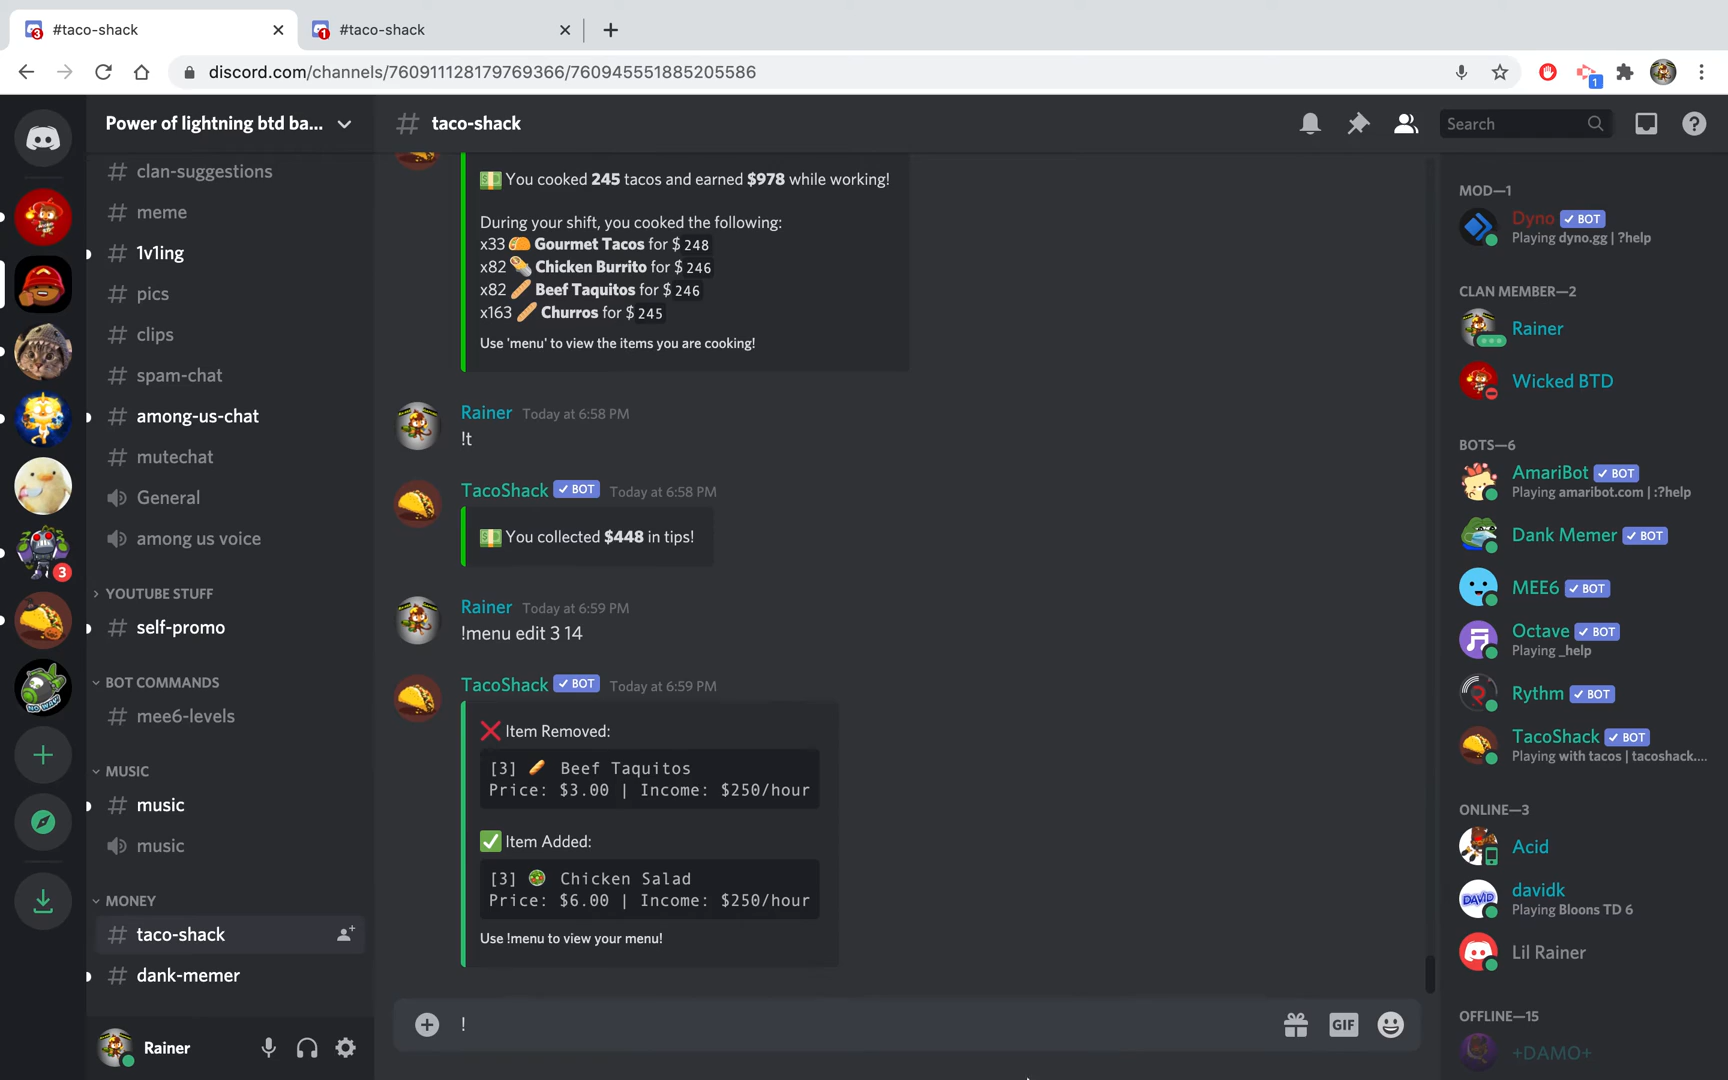 #taco-shack
#taco-shack
discord.com/channels/760911128179769366/760945551885205586
1
Power of lightning btd ba...
# taco-shack
Search
clan-suggestions
meme
1v1ing
pics
clips
spam-chat
among-us-chat
mutechat
General
among us voice
YOUTUBE STUFF
self-promo
BOT COMMANDS
mee6-levels
MUSIC
music
music
MONEY
taco-shack
dank-memer
3
Rainer
You cooked 245 tacos and earned $978 while working!
During your shift, you cooked the following:
x33 Gourmet Tacos for $ 248
x82 Chicken Burrito for $ 246
x82 Beef Taquitos for $ 246
x163 Churros for $ 245
Use 'menu' to view the items you are cooking!
Rainer Today at 6:58 PM
!t
TacoShack BOT Today at 6:58 PM
You collected $448 in tips!
Rainer Today at 6:59 PM
!menu edit 3 14
TacoShack BOT Today at 6:59 PM
Item Removed:
[3] Beef Taquitos
Price: $3.00 | Income: $250/hour
Item Added:
[3] Chicken Salad
Price: $6.00 | Income: $250/hour
Use !menu to view your menu!
!
GIF
MOD—1
Dyno BOT
Playing dyno.gg | ?help
CLAN MEMBER—2
Rainer
Wicked BTD
BOTS—6
AmariBot BOT
Playing amaribot.com | :?help
Dank Memer BOT
MEE6 BOT
Octave BOT
Playing _help
Rythm BOT
TacoShack BOT
Playing with tacos | tacoshack....
ONLINE—3
Acid
DAVID
davidk
Playing Bloons TD 6
Lil Rainer
OFFLINE—15
+DAMO+